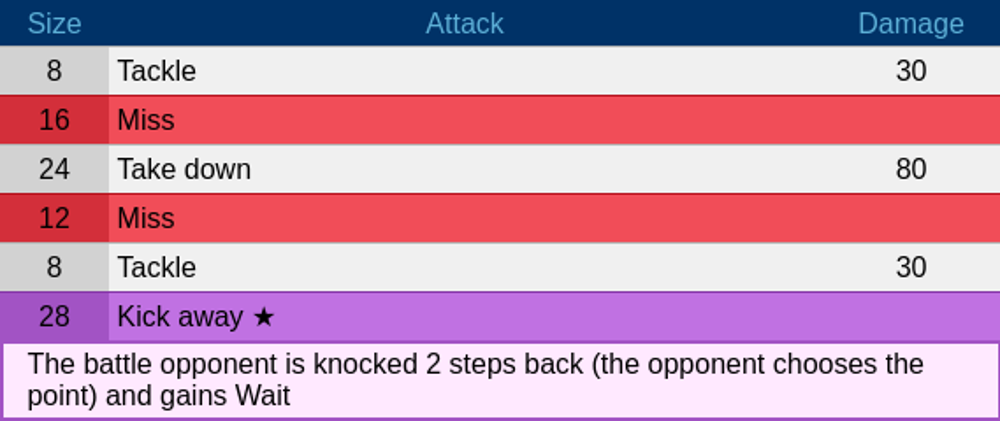 Size Attack Damage
8 Tackle 30
16 Miss
24 Take down 80
12 Miss
8 Tackle 30
28 Kick away ★
The battle opponent is knocked 2 steps back (the opponent chooses the
point) and gains Wait